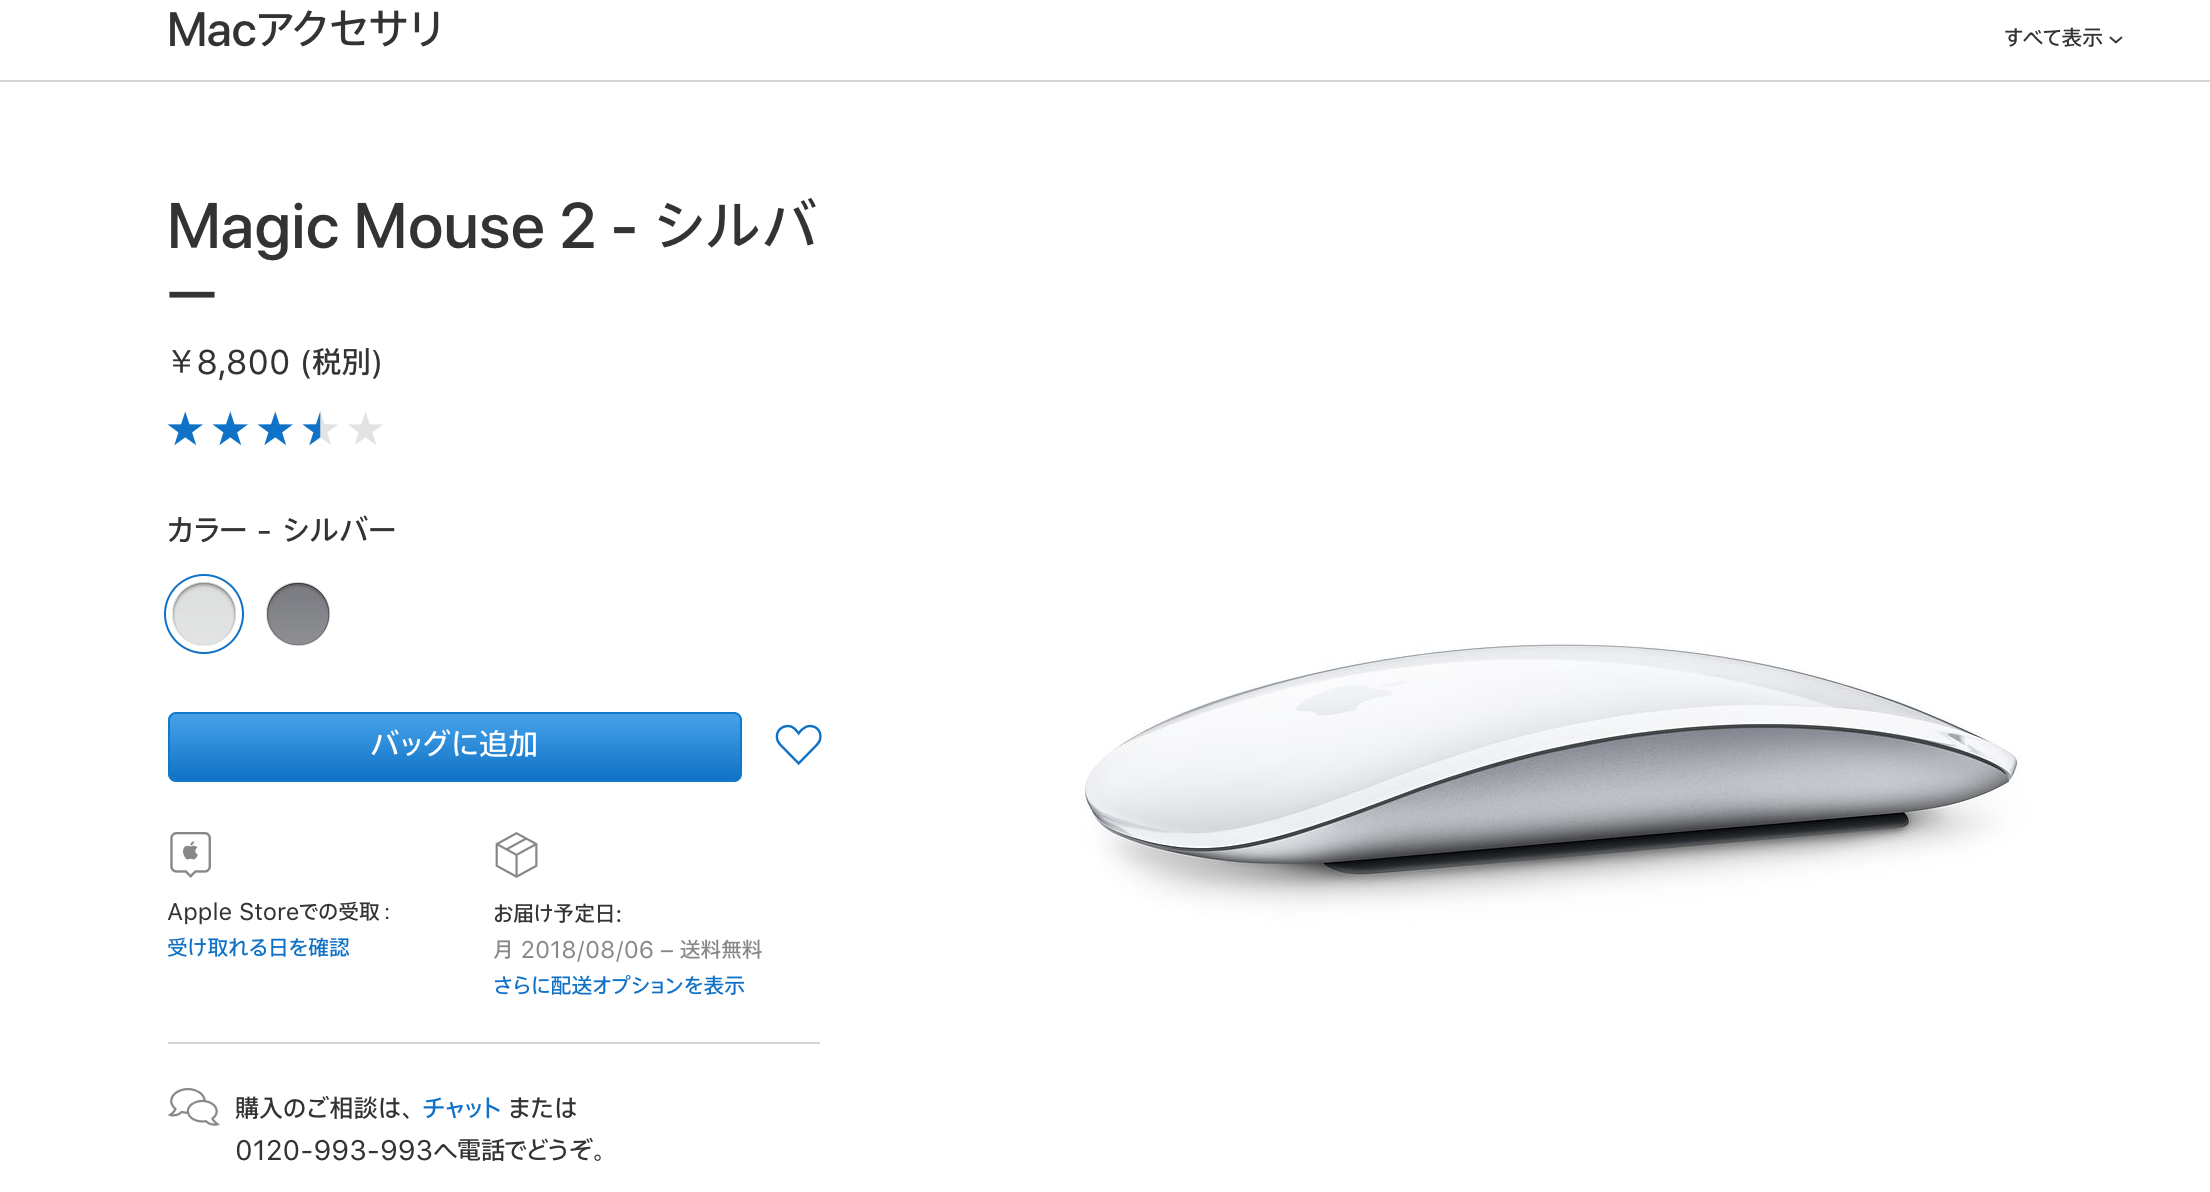 Macアクセサリ
すべて表示
Magic Mouse 2 - シルバ
ー
￥8,800 (税別)
カラー - シルバー
バッグに追加
Apple Storeでの受取:
受け取れる日を確認
お届け予定日:
月 2018/08/06 – 送料無料
さらに配送オプションを表示
購入のご相談は、チャット または
0120-993-993へ電話でどうぞ。